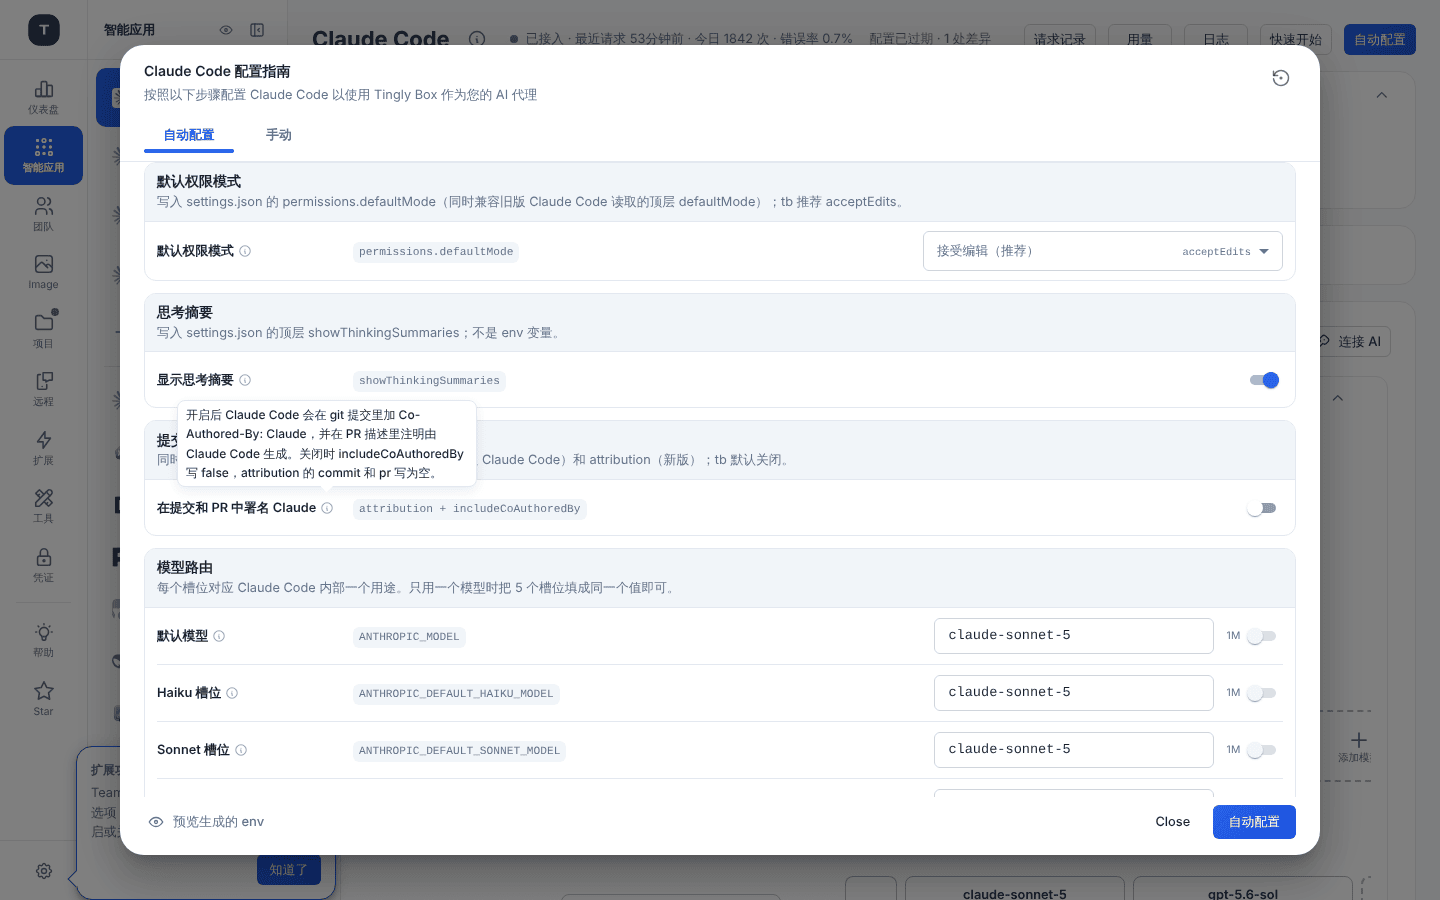 T
智能应用
Claude Code
已接入 · 最近请求 53分钟前 · 今日 1842 次 · 错误率 0.7%
配置已过期 · 1 处差异
请求记录
用量
日志
快速开始
自动配置
仪表盘
智能应用
团队
Image
项目
远程
扩展
工具
凭证
帮助
Star
Claude Code 配置指南
按照以下步骤配置 Claude Code 以使用 Tingly Box 作为您的 AI 代理
自动配置
手动
默认权限模式
写入 settings.json 的 permissions.defaultMode（同时兼容旧版 Claude Code 读取的顶层 defaultMode）；tb 推荐 acceptEdits。
默认权限模式
permissions.defaultMode
接受编辑（推荐）
acceptEdits
思考摘要
写入 settings.json 的顶层 showThinkingSummaries；不是 env 变量。
显示思考摘要
showThinkingSummaries
开启后 Claude Code 会在 git 提交里加 Co-
Authored-By: Claude，并在 PR 描述里注明由
Claude Code 生成。关闭时 includeCoAuthoredBy
写 false，attribution 的 commit 和 pr 写为空。
提交
同时
Claude Code）和 attribution（新版）；tb 默认关闭。
在提交和 PR 中署名 Claude
attribution + includeCoAuthoredBy
模型路由
每个槽位对应 Claude Code 内部一个用途。只用一个模型时把 5 个槽位填成同一个值即可。
默认模型
ANTHROPIC_MODEL
claude-sonnet-5
1M
Haiku 槽位
ANTHROPIC_DEFAULT_HAIKU_MODEL
claude-sonnet-5
1M
Sonnet 槽位
ANTHROPIC_DEFAULT_SONNET_MODEL
claude-sonnet-5
1M
预览生成的 env
Close
自动配置
连接 AI
添加模
扩展
Team
选项
启或
知道了
claude-sonnet-5
gpt-5.6-sol